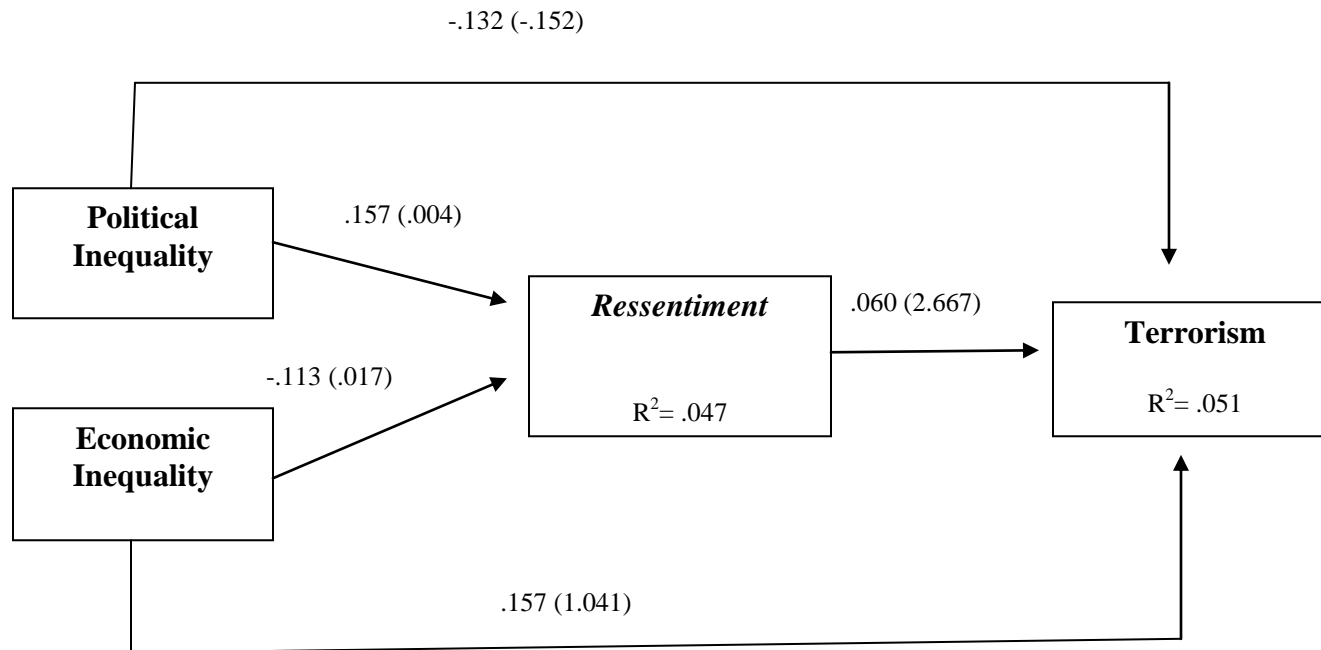 -.132 (-.152)
Political
Inequality
.157 (.004)
Ressentiment
R²= .047
.060 (2.667)
Terrorism
R²= .051
-.113 (.017)
Economic
Inequality
.157 (1.041)